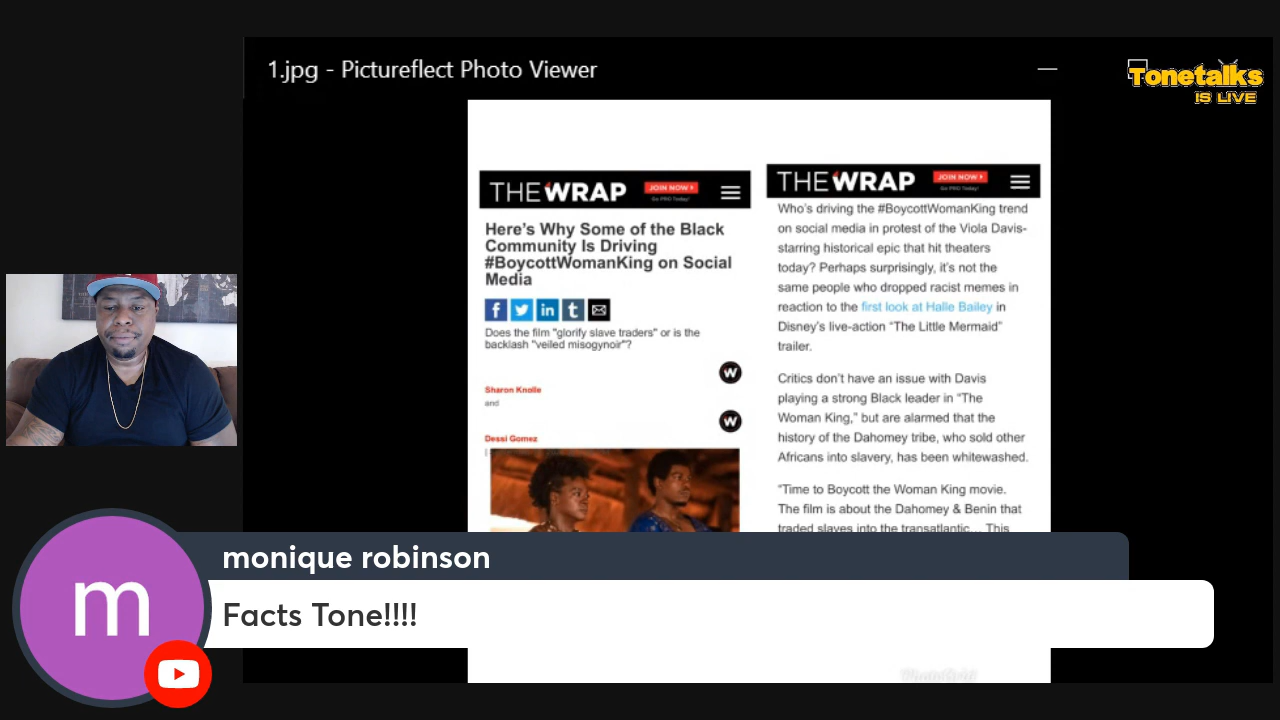 1.jpg - Pictureflect Photo Viewer
Tonetalks
IS LIVE
THE WRAP
JOIN NOW
Go PRO Today!
Here's Why Some of the Black
Community Is Driving
#BoycottWomanKing on Social
Media
Does the film "glorify slave traders" or is the
backlash "veiled misogynoir"?
W
Sharon Knolle
and
W
Dessi Gomez
THE WRAP
JOIN NOW
Go PRO Today!
Who's driving the #BoycottWomanKing trend
on social media in protest of the Viola Davis-
starring historical epic that hit theaters
today? Perhaps surprisingly, it's not the
same people who dropped racist memes in
reaction to the first look at Halle Bailey in
Disney's live-action "The Little Mermaid"
trailer.
Critics don't have an issue with Davis
playing a strong Black leader in "The
Woman King," but are alarmed that the
history of the Dahomey tribe, who sold other
Africans into slavery, has been whitewashed.
"Time to Boycott the Woman King movie.
The film is about the Dahomey & Benin that
traded slaves into the transatlantic... This
m
monique robinson
Facts Tone!!!!
PhotoGrid